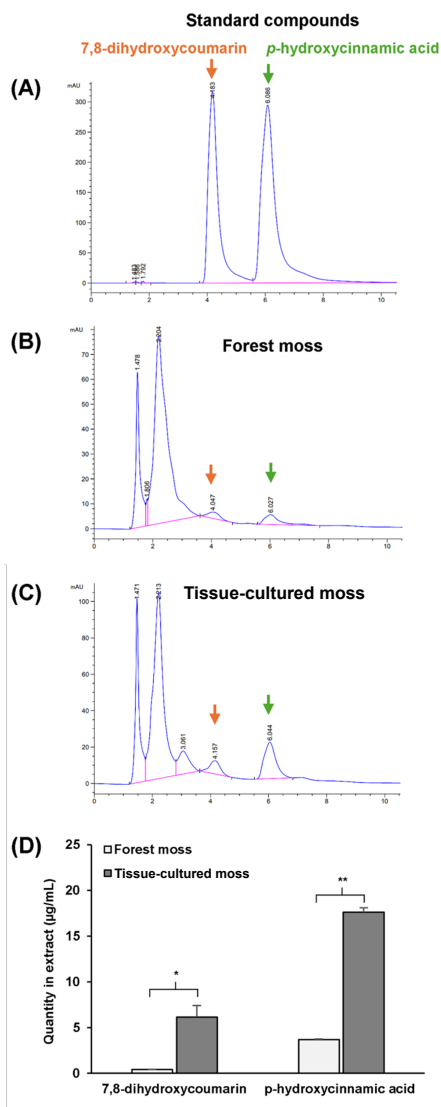 Standard compounds
7,8-dihydroxycoumarin p-hydroxycinnamic acid
(A)
mAU
4.183
6.086
300
250
200
150
100
50
0
1.792
0 2 4 6 8 10
(B)
Forest moss
mAU
1.478
2.204
70
60
50
40
30
20
10
0
1.806
4.047
6.027
0 2 4 6 8 10
(C)
Tissue-cultured moss
mAU
1.471
2.213
100
80
60
40
20
0
3.061
4.157
6.044
0 2 4 6 8 10
(D)
Quantity in extract (µg/mL)
25
20
15
10
5
0
Forest moss
Tissue-cultured moss
*
**
7,8-dihydroxycoumarin p-hydroxycinnamic acid